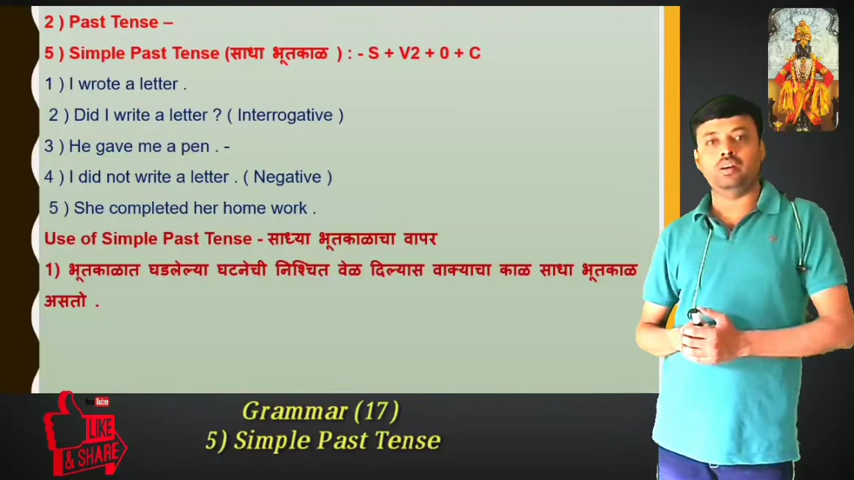 2 ) Past Tense –
5 ) Simple Past Tense (साधा भूतकाळ ) : - S + V2 + 0 + C
1 ) I wrote a letter .
2 ) Did I write a letter ? ( Interrogative )
3 ) He gave me a pen . -
4 ) I did not write a letter . ( Negative )
5 ) She completed her home work .
Use of Simple Past Tense - साध्या भूतकाळाचा वापर
1) भूतकाळात घडलेल्या घटनेची निश्चित वेळ दिल्यास वाक्याचा काळ साधा भूतकाळ
असतो .
You Tube
LIKE
& SHARE
Grammar (17)
5) Simple Past Tense